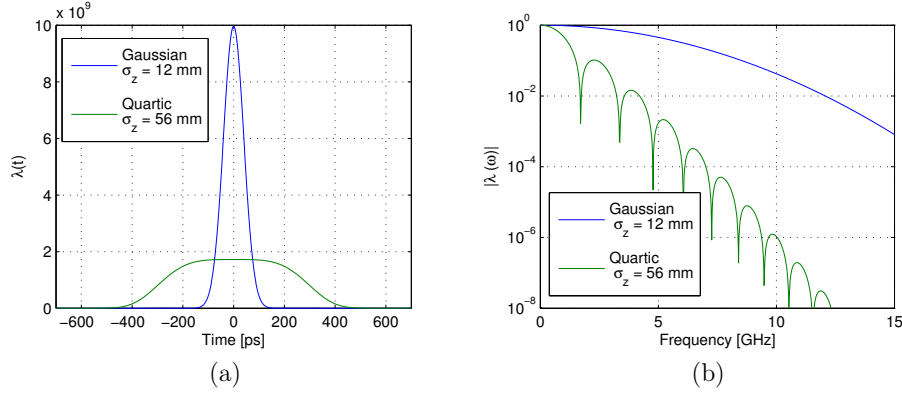 x 10^9
10
8
6
4
2
0
λ(t)
Gaussian
σ_z = 12 mm
Quartic
σ_z = 56 mm
−600 −400 −200 0 200 400 600
Time [ps]
(a)
10^0
10^−2
10^−4
10^−6
10^−8
|λ (ω)|
Gaussian
σ_z = 12 mm
Quartic
σ_z = 56 mm
0 5 10 15
Frequency [GHz]
(b)